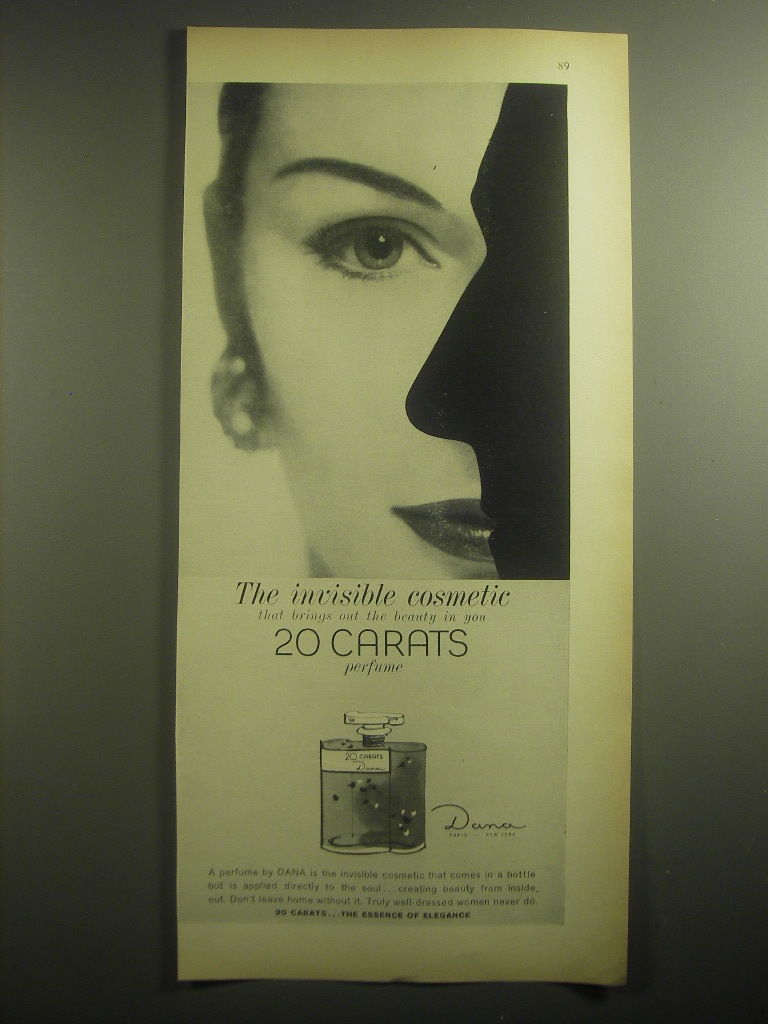 89
The invisible cosmetic
that brings out the beauty in you
20 CARATS
perfume
20 CARATS
Dana
Dana
PARIS — NEW YORK
A perfume by DANA is the invisible cosmetic that comes in a bottle
but is applied directly to the soul...creating beauty from inside,
out. Don't leave home without it. Truly well-dressed women never do.
20 CARATS...THE ESSENCE OF ELEGANCE